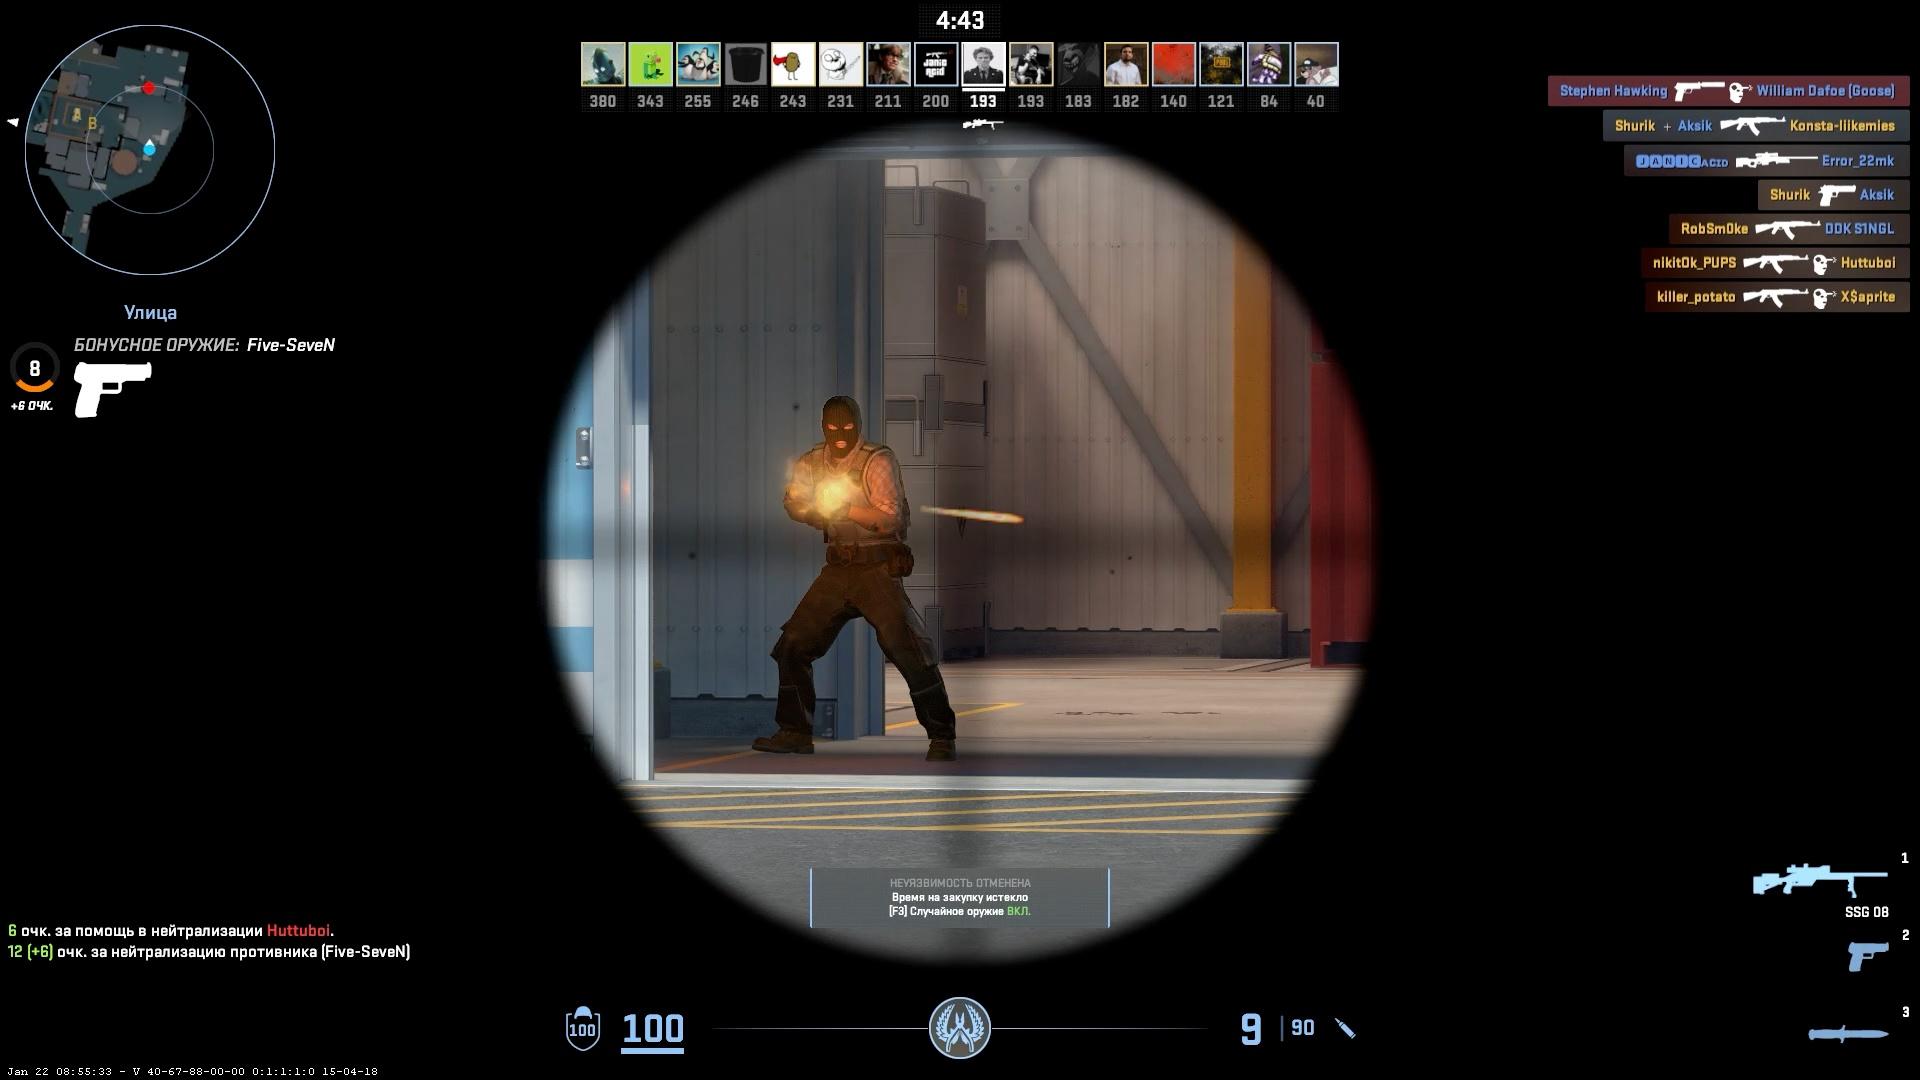 4:43
JANIC ACID
380 343 255 246 243 231 211 200 193 193 183 182 140 121 84 40
A
B
Улица
БОНУСНОЕ ОРУЖИЕ: Five-SeveN
8
+6 ОЧК.
Stephen Hawking William Dafoe (Goose)
Shurik + Aksik Konsta-liikemies
JANICACID Error_22mk
Shurik Aksik
RobSm0ke DDK S1NGL
nikit0k_PUPS Huttuboi
killer_potato X$aprite
НЕУЯЗВИМОСТЬ ОТМЕНЕНА
Время на закупку истекло
[F3] Случайное оружие ВКЛ.
6 очк. за помощь в нейтрализации Huttuboi.
12 (+6) очк. за нейтрализацию противника (Five-SeveN)
1
SSG 08
2
3
100 100
9 | 90
Jan 22 08:55:33 - V 40-67-88-00-00 0:1:1:1:0 15-04-18